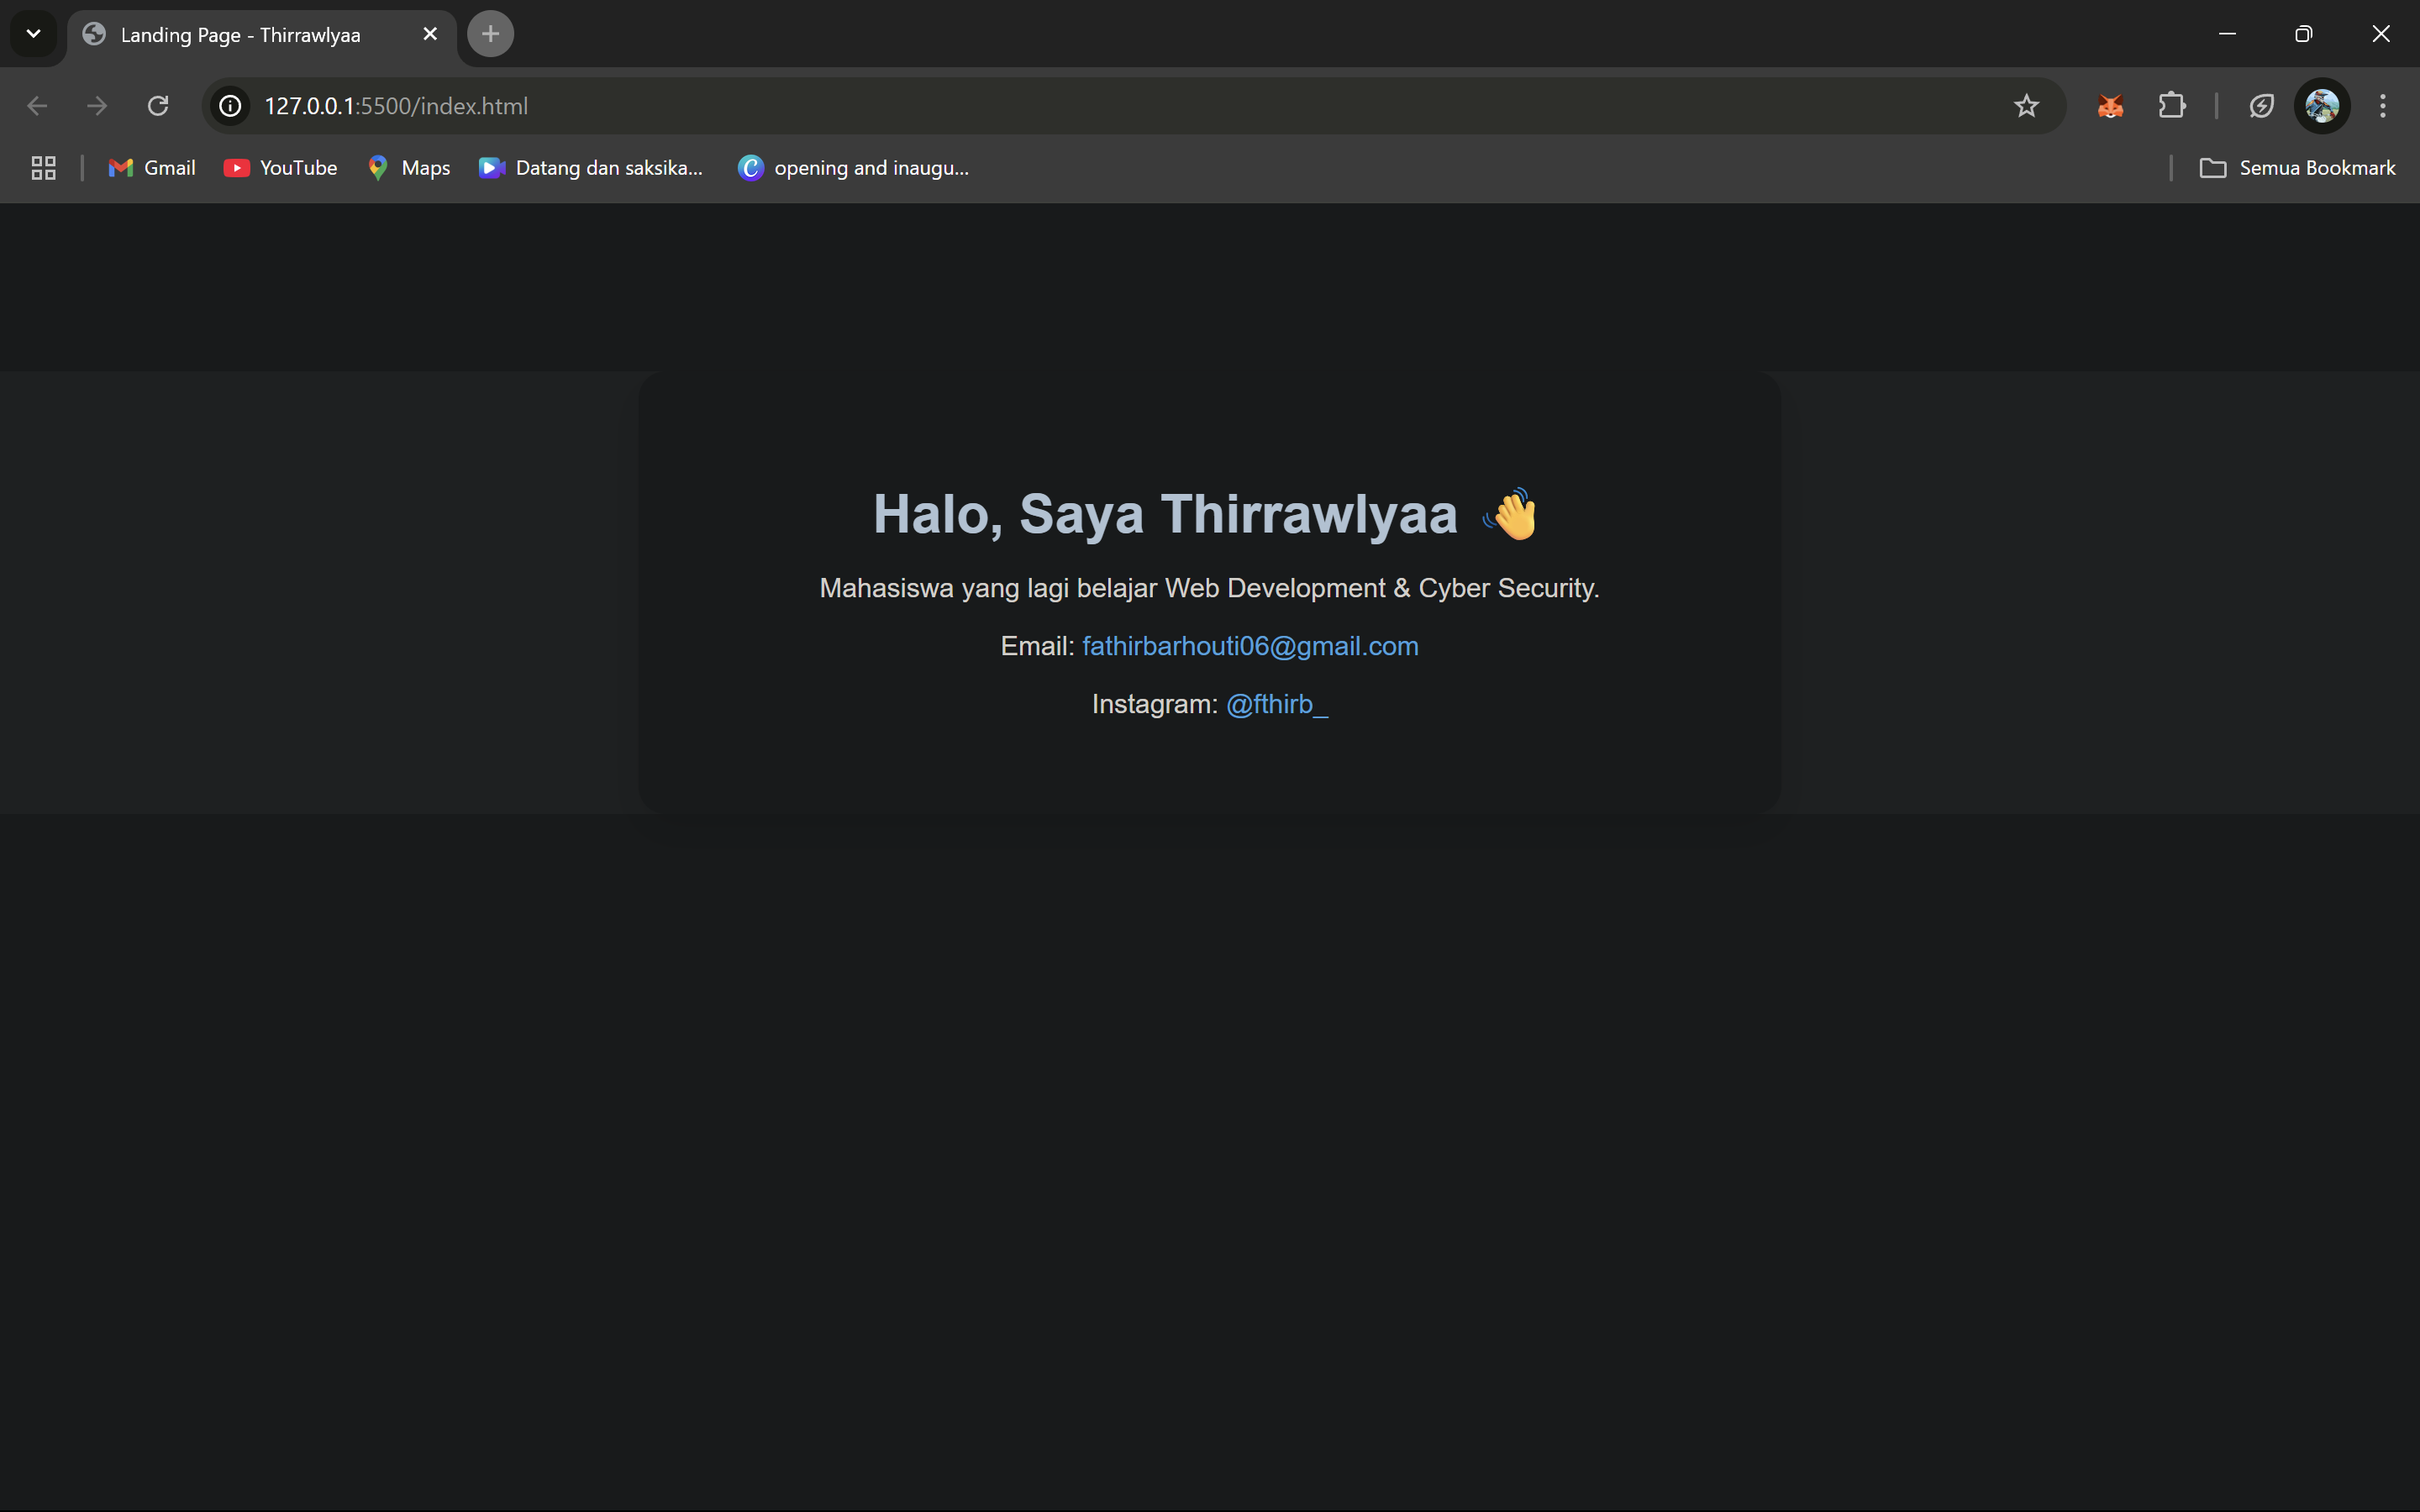 Landing Page - Thirrawlyaa
127.0.0.1:5500/index.html
Gmail
YouTube
Maps
Datang dan saksika...
opening and inaugu...
Semua Bookmark
Halo, Saya Thirrawlyaa 👋
Mahasiswa yang lagi belajar Web Development & Cyber Security.
Email: fathirbarhouti06@gmail.com
Instagram: @fthirb_